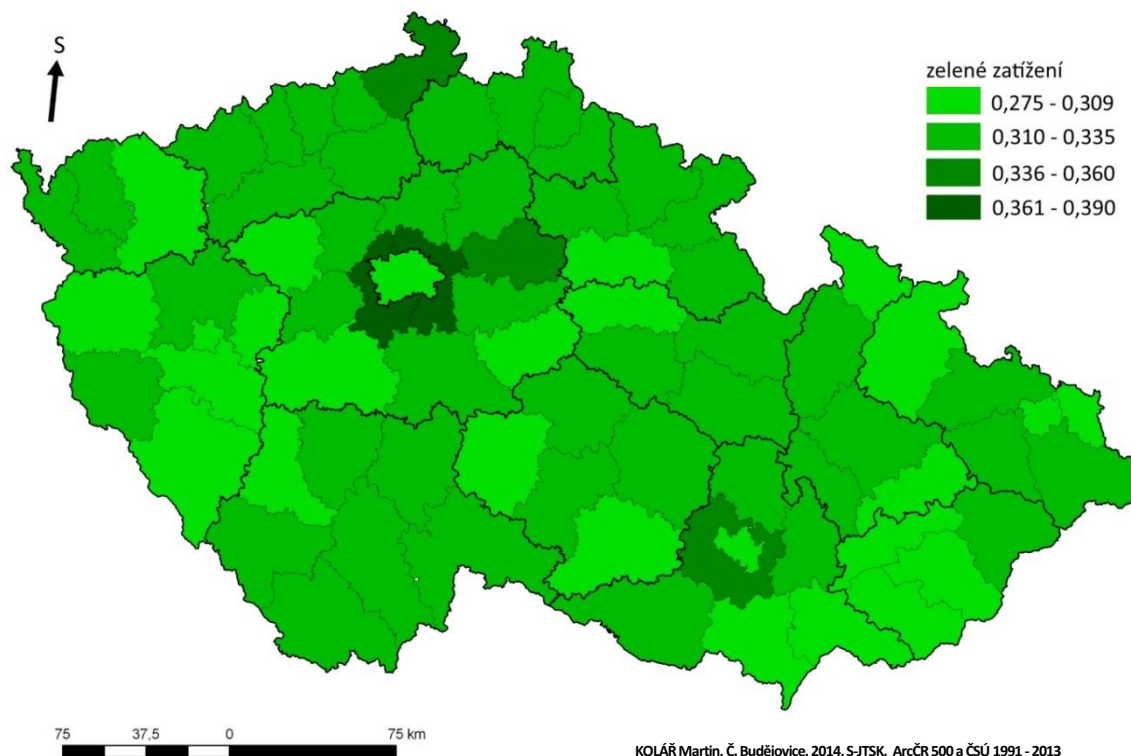 S
zelené zatížení
0,275 - 0,309
0,310 - 0,335
0,336 - 0,360
0,361 - 0,390
75 37,5 0 75 km
KOLÁŘ Martin, Č. Budějovice, 2014, S-JTSK, ArcČR 500 a ČSÚ 1991 - 2013